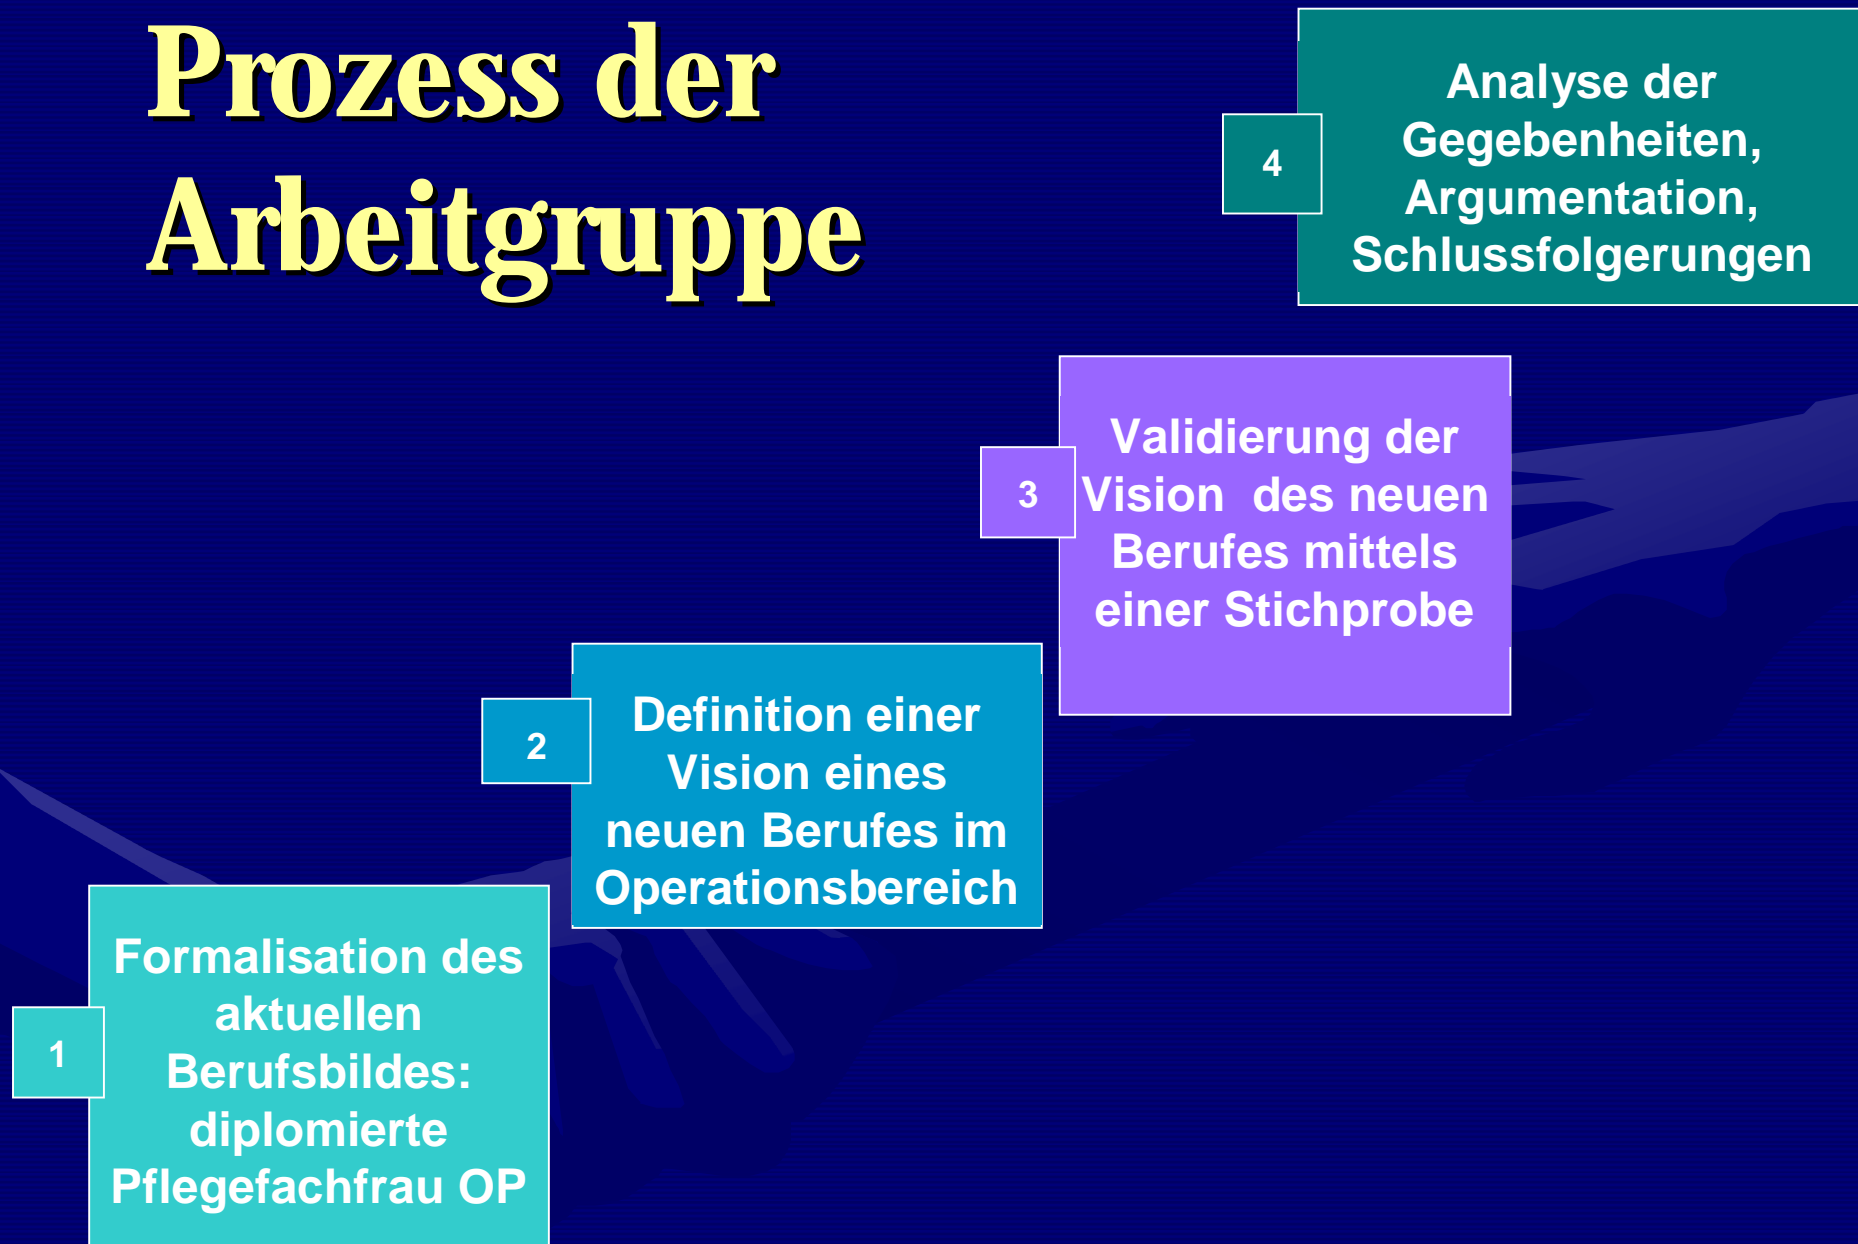 Prozess der
Arbeitgruppe
4
Analyse der
Gegebenheiten,
Argumentation,
Schlussfolgerungen
3
Validierung der
Vision  des neuen
Berufes mittels
einer Stichprobe
2
Definition einer
Vision eines
neuen Berufes im
Operationsbereich
1
Formalisation des
aktuellen
Berufsbildes:
diplomierte
Pflegefachfrau OP